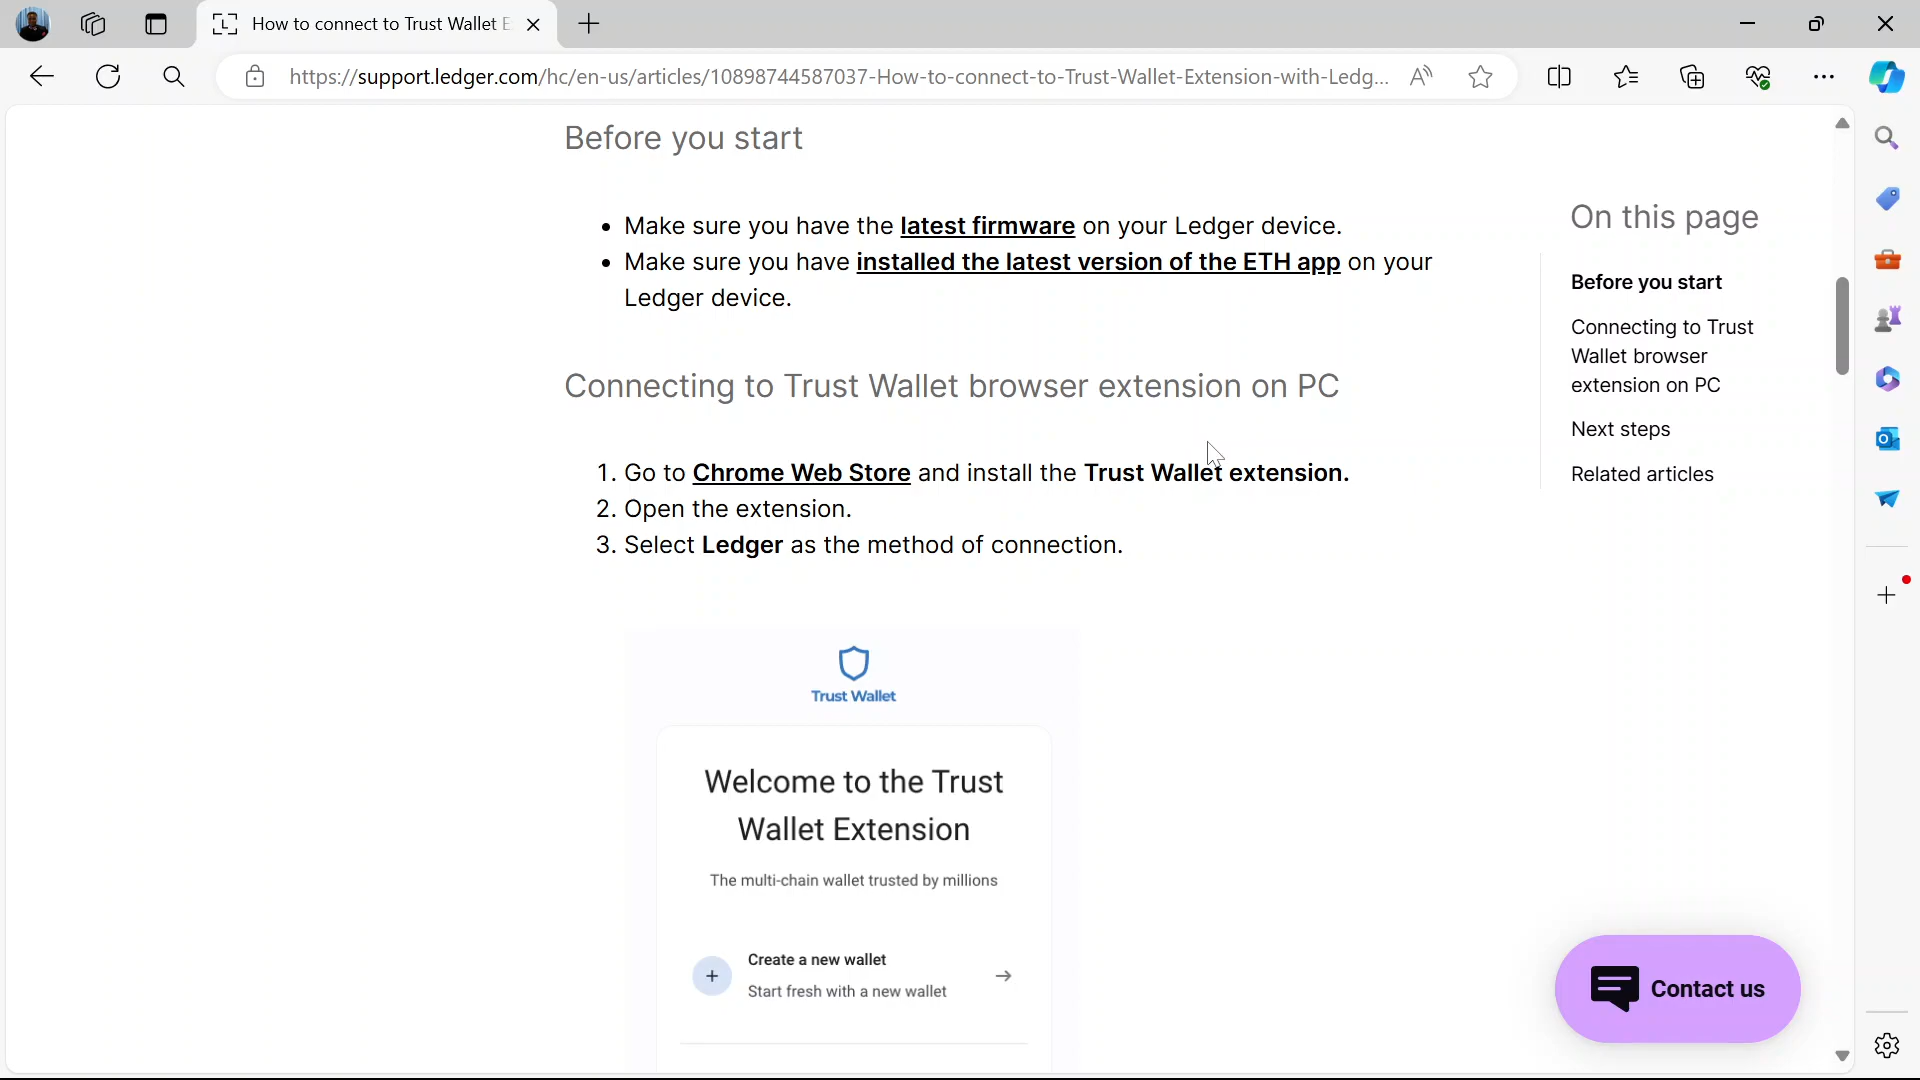 How to connect to Trust Wallet E
https://support.ledger.com/hc/en-us/articles/10898744587037-How-to-connect-to-Trust-Wallet-Extension-with-Ledg...
Before you start
• Make sure you have the latest firmware on your Ledger device.
• Make sure you have installed the latest version of the ETH app on your
Ledger device.
Connecting to Trust Wallet browser extension on PC
1. Go to Chrome Web Store and install the Trust Wallet extension.
2. Open the extension.
3. Select Ledger as the method of connection.
Trust Wallet
Welcome to the Trust
Wallet Extension
The multi-chain wallet trusted by millions
Create a new wallet
Start fresh with a new wallet
On this page
Before you start
Connecting to Trust
Wallet browser
extension on PC
Next steps
Related articles
Contact us